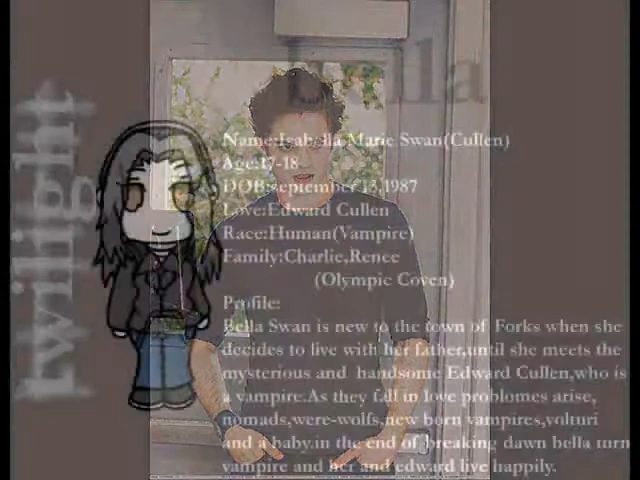 Bella
twilight
Name:Isabella Marie Swan(Cullen)
Age:17-18
DOB:september 13,1987
Love:Edward Cullen
Race:Human(Vampire)
Family:Charlie,Renee
(Olympic Coven)
Profile:
Bella Swan is new to the town of Forks when she
decides to live with her father,until she meets the
mysterious and handsome Edward Cullen,who is
a vampire.As they fall in love problomes arise,
nomads,were-wolfs,new born vampires,volturi
and a baby.in the end of breaking dawn bella turn
vampire and her and edward live happily.